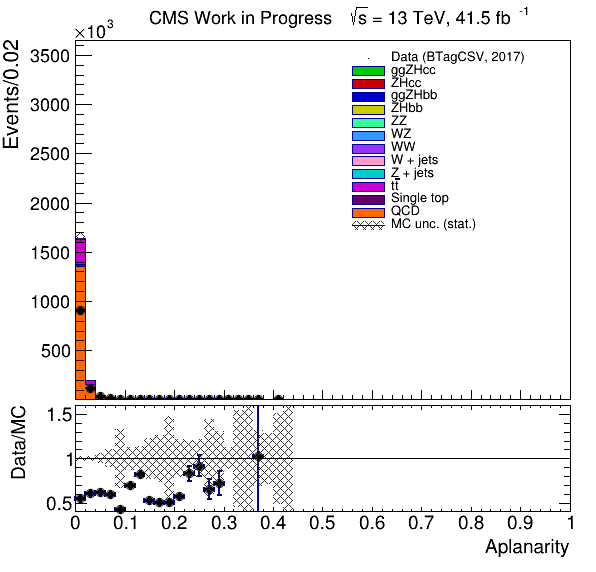 CMS Work in Progress √s = 13 TeV, 41.5 fb⁻¹
×10³
Events/0.02
3500
3000
2500
2000
1500
1000
500
Data (BTagCSV, 2017)
ggZHcc
ZHcc
ggZHbb
ZHbb
ZZ
WZ
WW
W + jets
Z + jets
tt̅
Single top
QCD
MC unc. (stat.)
Data/MC
1.5
1
0.5
0 0.1 0.2 0.3 0.4 0.5 0.6 0.7 0.8 0.9 1
Aplanarity